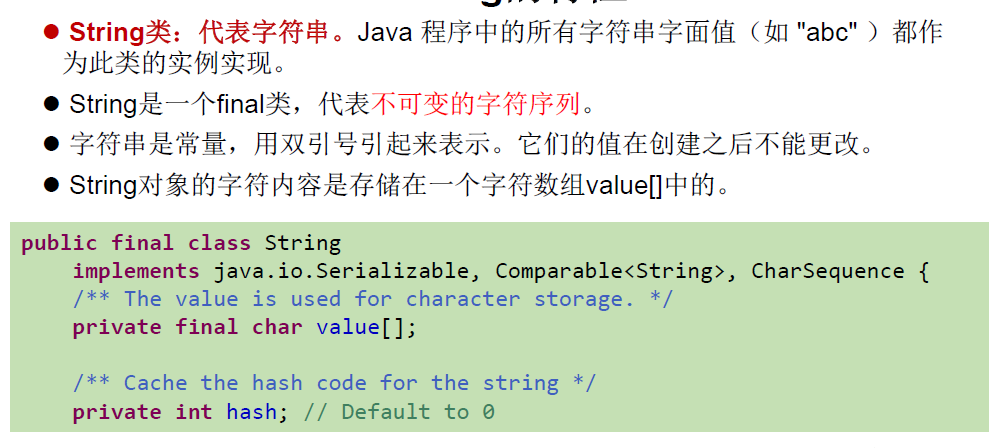 ● String类：代表字符串。Java 程序中的所有字符串字面值（如 "abc" ）都作
为此类的实例实现。
● String是一个final类，代表不可变的字符序列。
● 字符串是常量，用双引号引起来表示。它们的值在创建之后不能更改。
● String对象的字符内容是存储在一个字符数组value[]中的。
public final class String
    implements java.io.Serializable, Comparable<String>, CharSequence {
    /** The value is used for character storage. */
    private final char value[];

    /** Cache the hash code for the string */
    private int hash; // Default to 0